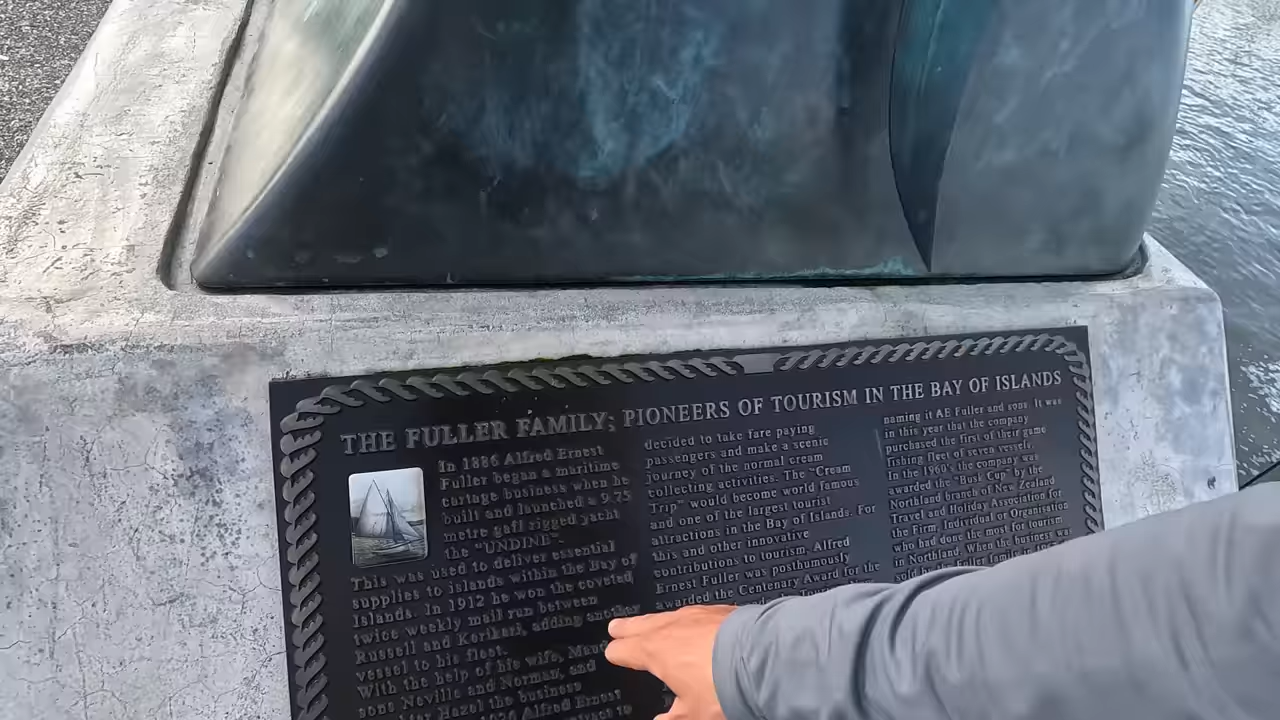 THE FULLER FAMILY; PIONEERS OF TOURISM IN THE BAY OF ISLANDS
In 1886 Alfred Ernest
Fuller began a maritime
cartage business when he
built and launched a 9.75
metre gaff rigged yacht
the "UNDINE".
This was used to deliver essential
supplies to islands within the Bay of
Islands. In 1912 he won the coveted
twice weekly mail run between
Russell and Kerikeri, adding another
vessel to his fleet.
With the help of his wife, Maud
sons Neville and Norman, and
Hazel the business
Alfred Ernest
to
decided to take fare paying
passengers and make a scenic
journey of the normal cream
collecting activities. The "Cream
Trip" would become world famous
and one of the largest tourist
attractions in the Bay of Islands. For
this and other innovative
contributions to tourism, Alfred
Ernest Fuller was posthumously
awarded the Centenary Award for the
naming it AE Fuller and sons. It was
in this year that the company
purchased the first of their game
fishing fleet of seven vessels.
In the 1960's the company was
awarded the "Busk Cup" by the
Northland branch of New Zealand
Travel and Holiday Association for
the Firm, Individual or Organisation
who had done the most for tourism
in Northland. When the business was
sold by the Fuller family in